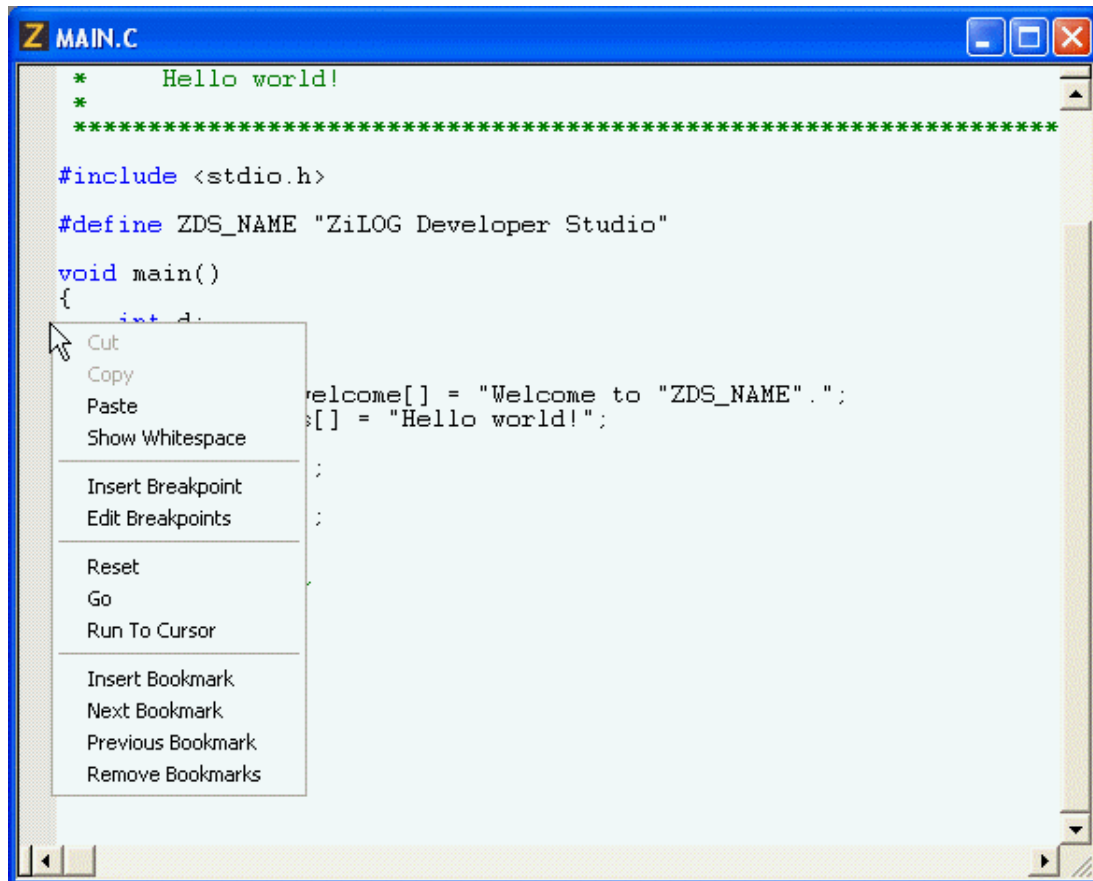 MAIN.C
* Hello world!
*
******************************************************************
#include <stdio.h>
#define ZDS_NAME "ZiLOG Developer Studio"
void main()
{
int d;
Cut
Copy
Paste
Show Whitespace
Insert Breakpoint
Edit Breakpoints
Reset
Go
Run To Cursor
Insert Bookmark
Next Bookmark
Previous Bookmark
Remove Bookmarks
elcome[] = "Welcome to "ZDS_NAME".";
s[] = "Hello world!";
;
;